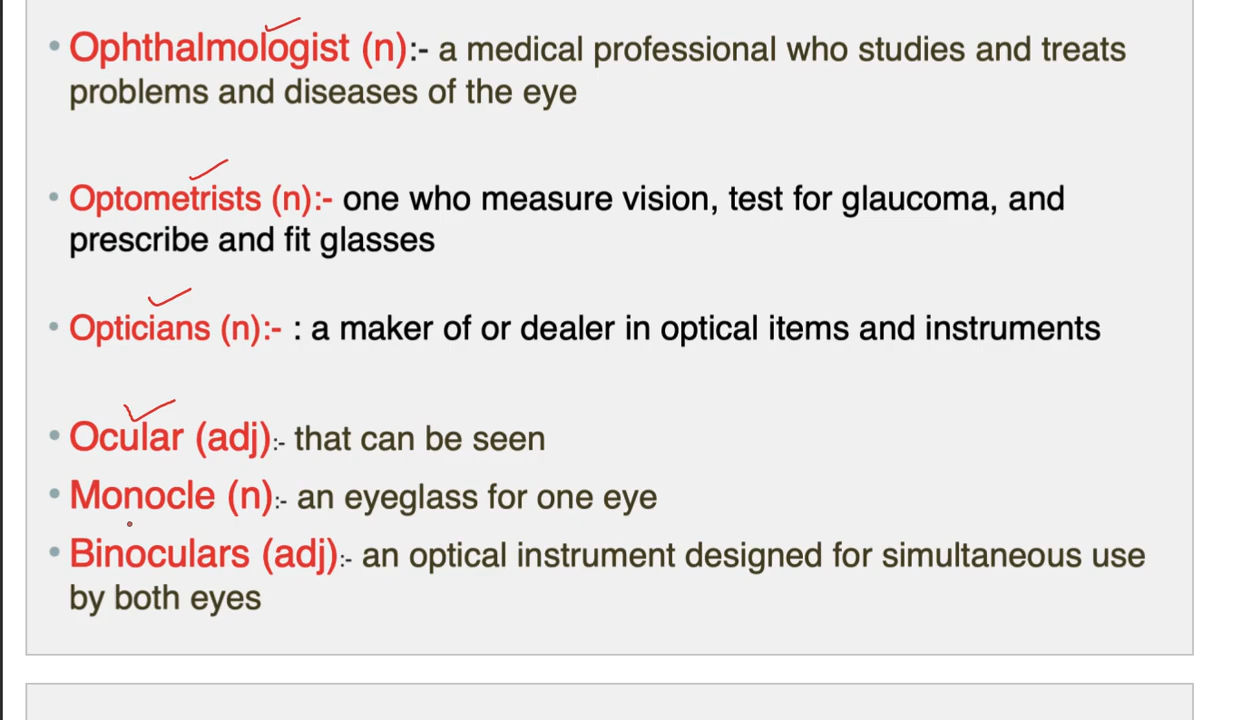 • Ophthalmologist (n):- a medical professional who studies and treats
problems and diseases of the eye
• Optometrists (n):- one who measure vision, test for glaucoma, and
prescribe and fit glasses
• Opticians (n):- : a maker of or dealer in optical items and instruments
• Ocular (adj):- that can be seen
• Monocle (n):- an eyeglass for one eye
• Binoculars (adj):- an optical instrument designed for simultaneous use
by both eyes